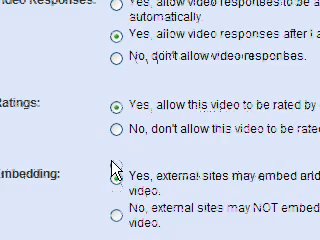 Video Responses: Yes, allow video responses to be a
automatically.
Yes, allow video responses after I a
No, don't allow video responses.
Ratings: Yes, allow this video to be rated by
No, don't allow this video to be rate
mbedding: Yes, external sites may embed and
video.
No, external sites may NOT embed
video.